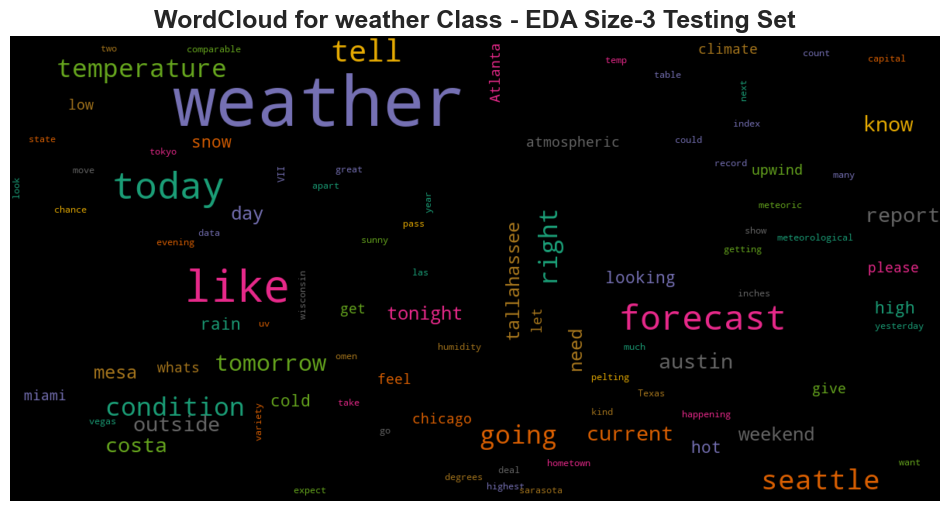 WordCloud for weather Class - EDA Size-3 Testing Set
two
comparable
tell
Atlanta
climate
count
temp
capital
temperature
table
weather
next
low
index
know
state
snow
atmospheric
could
tokyo
record
upwind
move
VII
great
many
look
today
apart
year
meteoric
chance
day
pass
right
report
data
show
evening
sunny
tallahassee
getting
meteorological
like
wisconsin
las
looking
please
inches
get
tonight
let
forecast
high
rain
uv
need
yesterday
humidity
much
tomorrow
omen
austin
mesa
whats
feel
pelting
Texas
give
miami
condition
cold
take
kind
happening
vegas
outside
variety
chicago
costa
go
going
current
weekend
hot
deal
hometown
want
degrees
seattle
expect
highest
sarasota